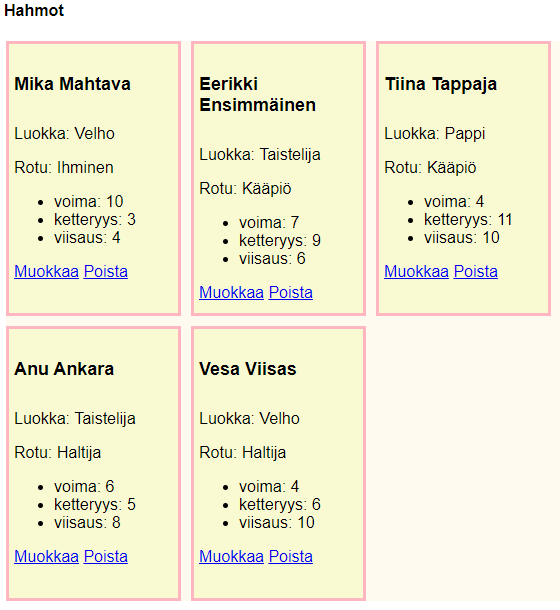 Hahmot
Mika Mahtava
Luokka: Velho
Rotu: Ihminen
voima: 10
ketteryys: 3
viisaus: 4
Muokkaa Poista
Eerikki
Ensimmäinen
Luokka: Taistelija
Rotu: Kääpiö
voima: 7
ketteryys: 9
viisaus: 6
Muokkaa Poista
Tiina Tappaja
Luokka: Pappi
Rotu: Kääpiö
voima: 4
ketteryys: 11
viisaus: 10
Muokkaa Poista
Anu Ankara
Luokka: Taistelija
Rotu: Haltija
voima: 6
ketteryys: 5
viisaus: 8
Muokkaa Poista
Vesa Viisas
Luokka: Velho
Rotu: Haltija
voima: 4
ketteryys: 6
viisaus: 10
Muokkaa Poista